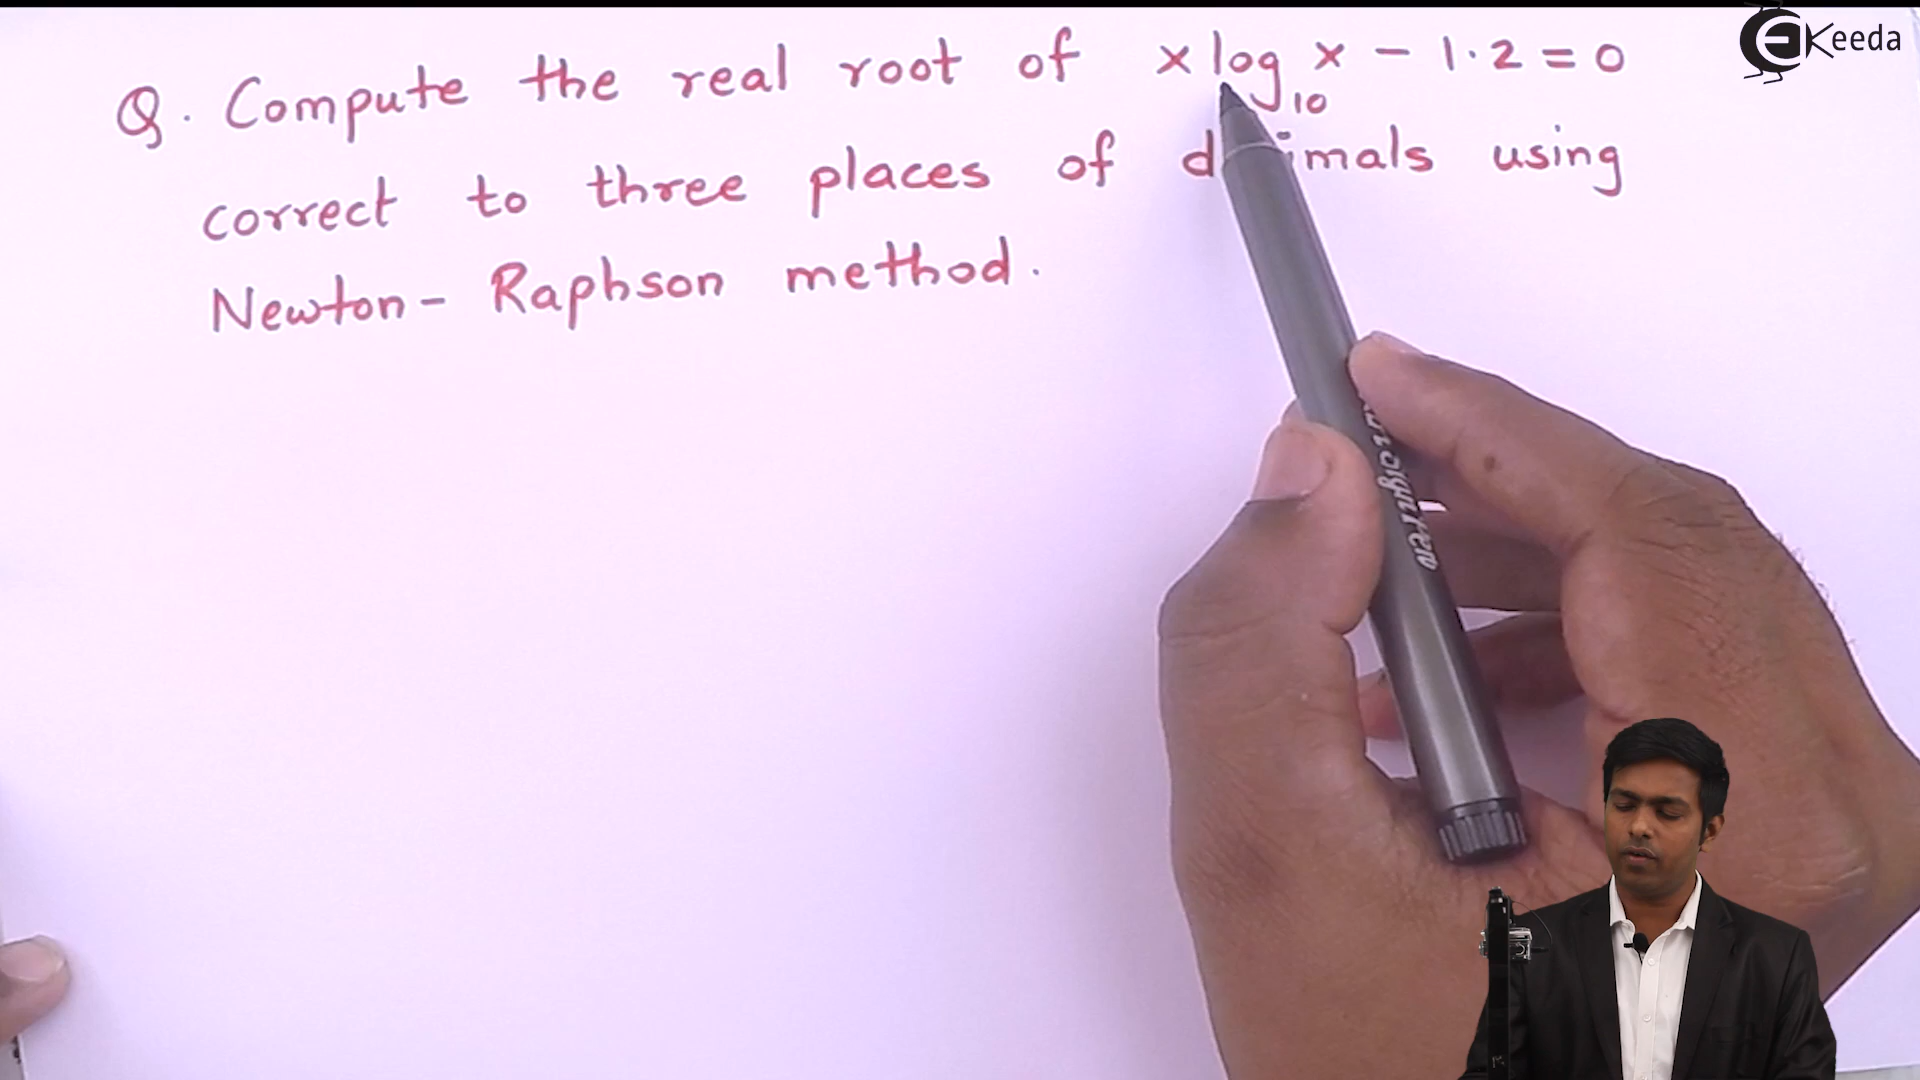 Q. Compute the real root of x log₁₀ x - 1.2 = 0
correct to three places of imals using
Newton-Raphson method.
EKeeda